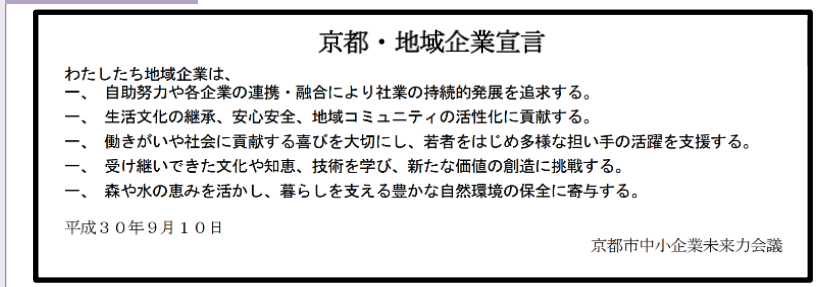 京都・地域企業宣言
わたしたち地域企業は、
一、 自助努力や各企業の連携・融合により社業の持続的発展を追求する。
一、 生活文化の継承、安心安全、地域コミュニティの活性化に貢献する。
一、 働きがいや社会に貢献する喜びを大切にし、若者をはじめ多様な担い手の活躍を支援する。
一、 受け継いできた文化や知恵、技術を学び、新たな価値の創造に挑戦する。
一、 森や水の恵みを活かし、暮らしを支える豊かな自然環境の保全に寄与する。
平成３０年９月１０日
京都市中小企業未来力会議